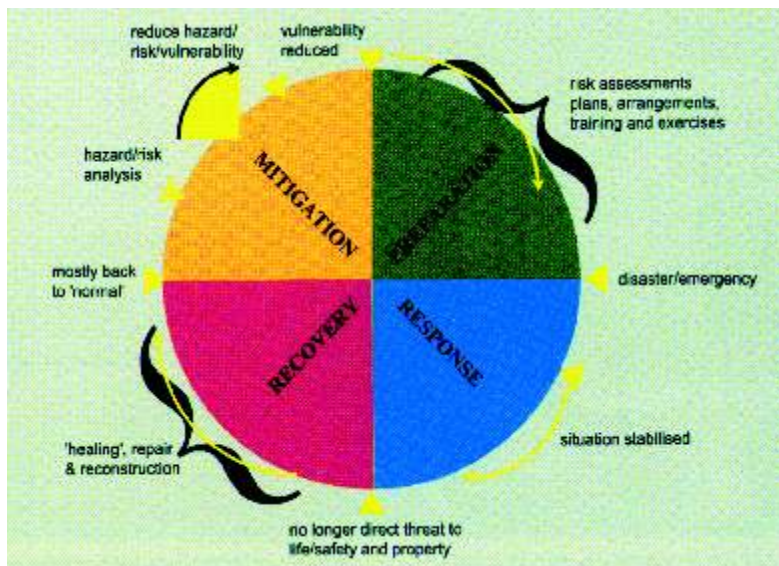 reduce hazard/
risk/vulnerability
vulnerability
reduced
risk assessments
plans, arrangements,
training and exercises
hazard/risk
analysis
MITIGATION
PREPARATION
mostly back
to 'normal'
disaster/emergency
RECOVERY
RESPONSE
'healing', repair
& reconstruction
situation stabilised
no longer direct threat to
life/safety and property